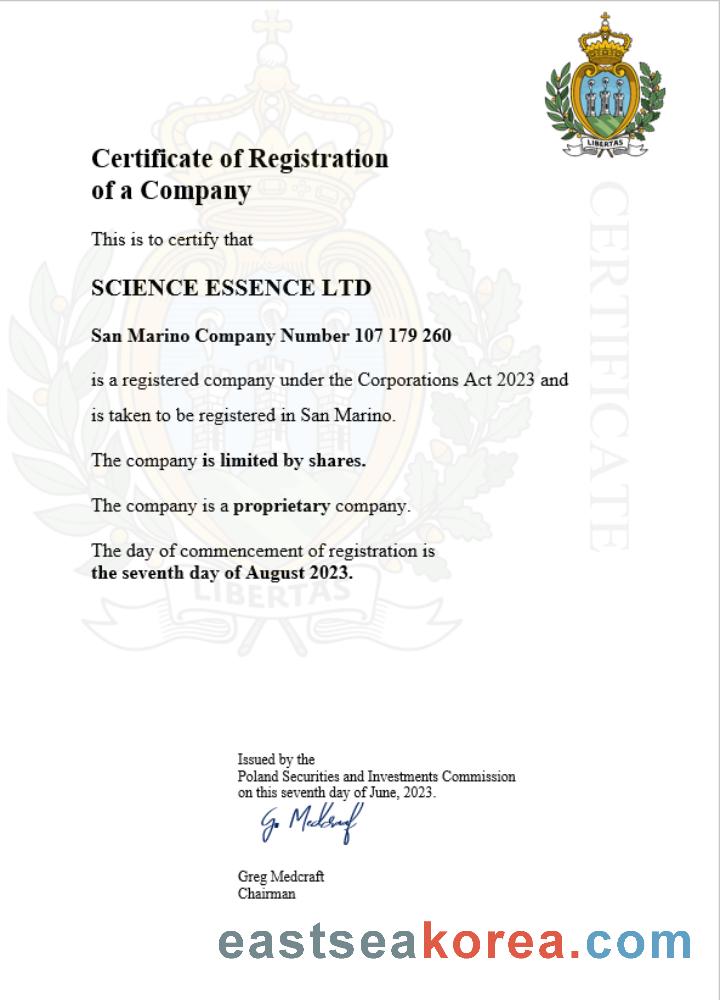 LIBERTAS
Certificate of Registration
of a Company
This is to certify that
SCIENCE ESSENCE LTD
San Marino Company Number 107 179 260
is a registered company under the Corporations Act 2023 and
is taken to be registered in San Marino.
The company is limited by shares.
The company is a proprietary company.
The day of commencement of registration is
the seventh day of August 2023.
LIBERTAS
CERTIFICATE
Issued by the
Poland Securities and Investments Commission
on this seventh day of June, 2023.
G. Medcraft
Greg Medcraft
Chairman
eastseakorea.com